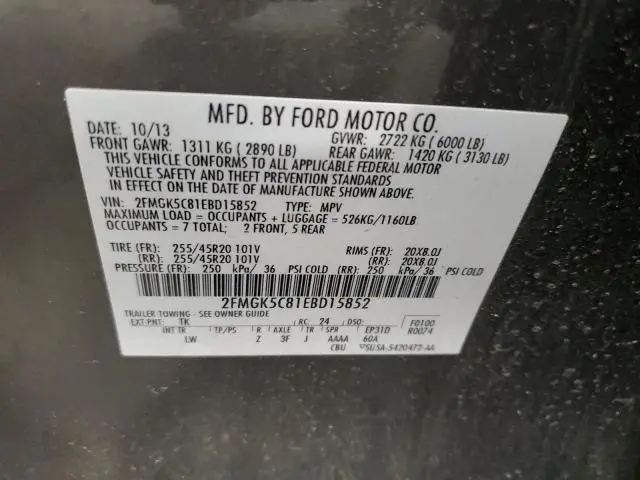 MFD. BY FORD MOTOR CO.
DATE: 10/13 GVWR: 2722 KG ( 6000 LB)
FRONT GAWR: 1311 KG ( 2890 LB) REAR GAWR: 1420 KG ( 3130 LB)
THIS VEHICLE CONFORMS TO ALL APPLICABLE FEDERAL MOTOR
VEHICLE SAFETY AND THEFT PREVENTION STANDARDS
IN EFFECT ON THE DATE OF MANUFACTURE SHOWN ABOVE.
VIN: 2FMGK5C81EBD15852 TYPE: MPV
MAXIMUM LOAD = OCCUPANTS + LUGGAGE = 526KG/1160LB
OCCUPANTS = 7 TOTAL; 2 FRONT, 5 REAR
TIRE (FR): 255/45R20 101V RIMS (FR): 20X8.0J
(RR): 255/45R20 101V (RR): 20X8.0J
PRESSURE (FR): 250 kPa/ 36 PSI COLD (RR): 250 kPa/ 36 PSI COLD
2FMGK5C81EBD15852
TRAILER TOWING - SEE OWNER GUIDE
EXT PNT: TK RC: 24 DSO: F0100
INT TR TP/PS R AXLE TR SPR EP31D R0074
LW Z 3F J AAAA 60A
CBU 5USA-5420472-AA